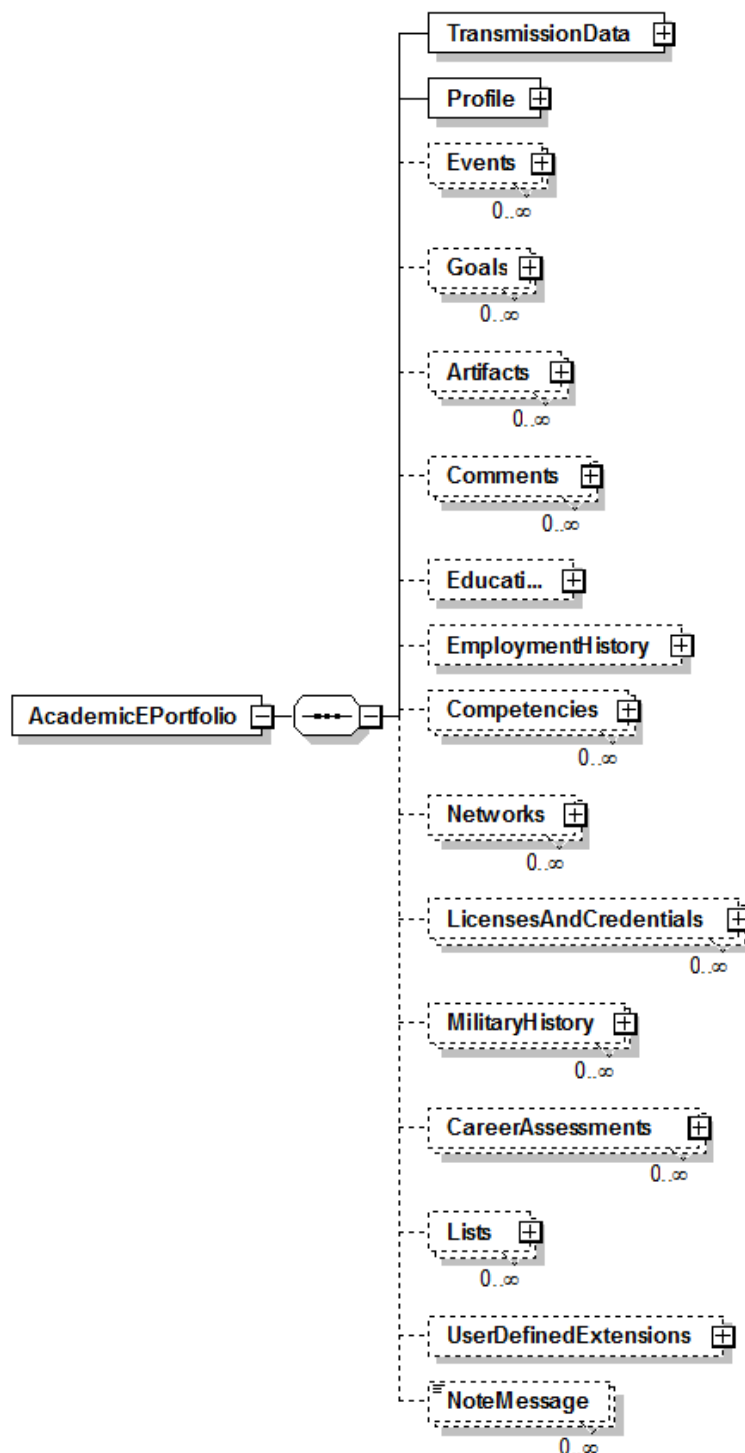 TransmissionData
Profile
Events
0..∞
Goals
0..∞
Artifacts
0..∞
Comments
0..∞
Educati...
EmploymentHistory
AcademicEPortfolio
Competencies
0..∞
Networks
0..∞
LicensesAndCredentials
0..∞
MilitaryHistory
0..∞
CareerAssessments
0..∞
Lists
0..∞
UserDefinedExtensions
NoteMessage
0..∞